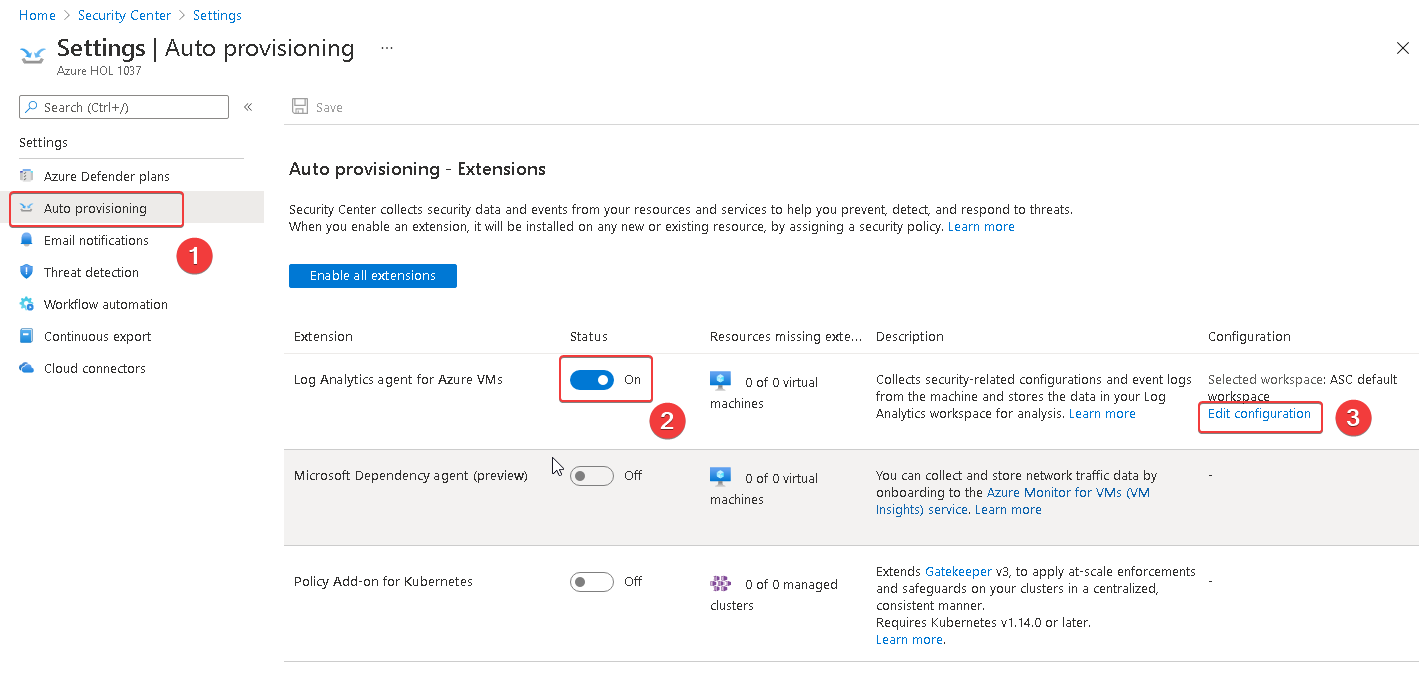 Home > Security Center > Settings
Settings | Auto provisioning ...
Azure HOL 1037
Search (Ctrl+/)
«
Save
Settings
Azure Defender plans
Auto provisioning
Email notifications
1
Threat detection
Workflow automation
Continuous export
Cloud connectors
Auto provisioning - Extensions
Security Center collects security data and events from your resources and services to help you prevent, detect, and respond to threats.
When you enable an extension, it will be installed on any new or existing resource, by assigning a security policy. Learn more
Enable all extensions
Extension Status Resources missing exte... Description Configuration
Log Analytics agent for Azure VMs
On
2
0 of 0 virtual
machines
Collects security-related configurations and event logs
from the machine and stores the data in your Log
Analytics workspace for analysis. Learn more
Selected workspace: ASC default
workspace
Edit configuration
3
Microsoft Dependency agent (preview)
Off
0 of 0 virtual
machines
You can collect and store network traffic data by
onboarding to the Azure Monitor for VMs (VM
Insights) service. Learn more
-
Policy Add-on for Kubernetes
Off
0 of 0 managed
clusters
Extends Gatekeeper v3, to apply at-scale enforcements
and safeguards on your clusters in a centralized,
consistent manner.
Requires Kubernetes v1.14.0 or later.
Learn more.
-